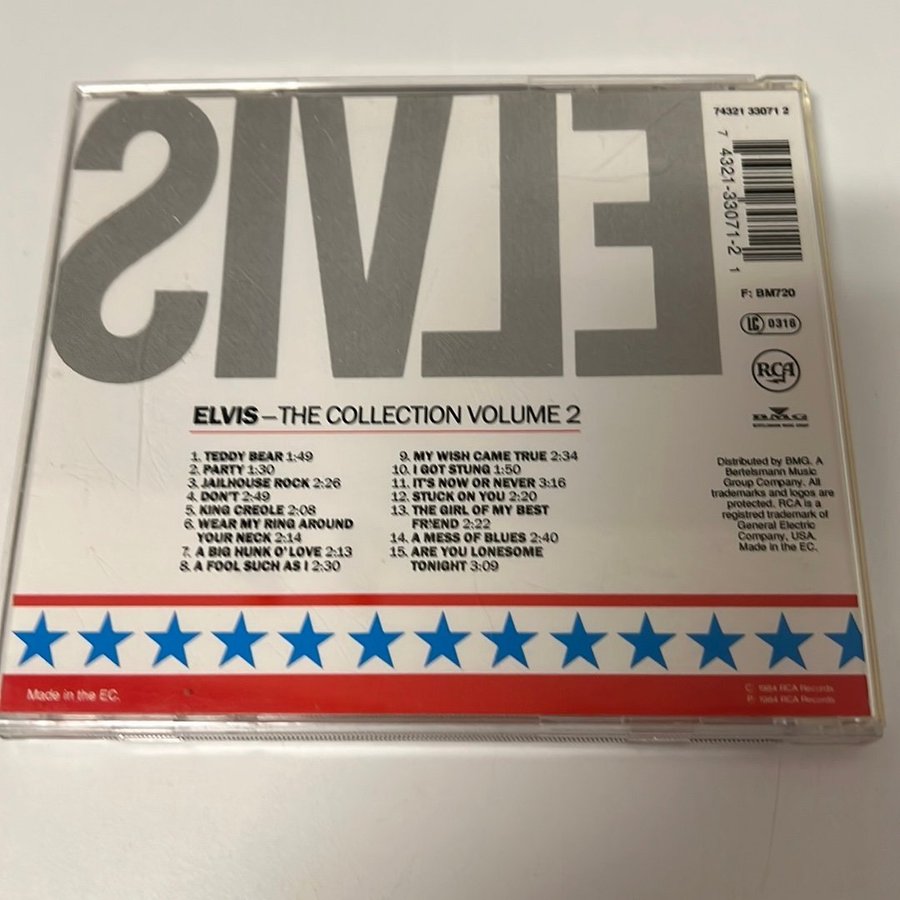 ELVIS
74321 33071 2
7 4321-33071-2 1
F: BM720
LC 0316
RCA
BMG
BERTELSMANN MUSIC GROUP
ELVIS – THE COLLECTION VOLUME 2
1. TEDDY BEAR 1:49
2. PARTY 1:30
3. JAILHOUSE ROCK 2:26
4. DON'T 2:49
5. KING CREOLE 2:08
6. WEAR MY RING AROUND
YOUR NECK 2:14
7. A BIG HUNK O' LOVE 2:13
8. A FOOL SUCH AS I 2:30
9. MY WISH CAME TRUE 2:34
10. I GOT STUNG 1:50
11. IT'S NOW OR NEVER 3:16
12. STUCK ON YOU 2:20
13. THE GIRL OF MY BEST
FRIEND 2:22
14. A MESS OF BLUES 2:40
15. ARE YOU LONESOME
TONIGHT 3:09
Distributed by BMG. A
Bertelsmann Music
Group Company. All
trademarks and logos are
protected. RCA is a
registred trademark of
General Electric
Company, USA.
Made in the EC.
Made in the EC.
C: 1984 RCA Records
P: 1984 RCA Records